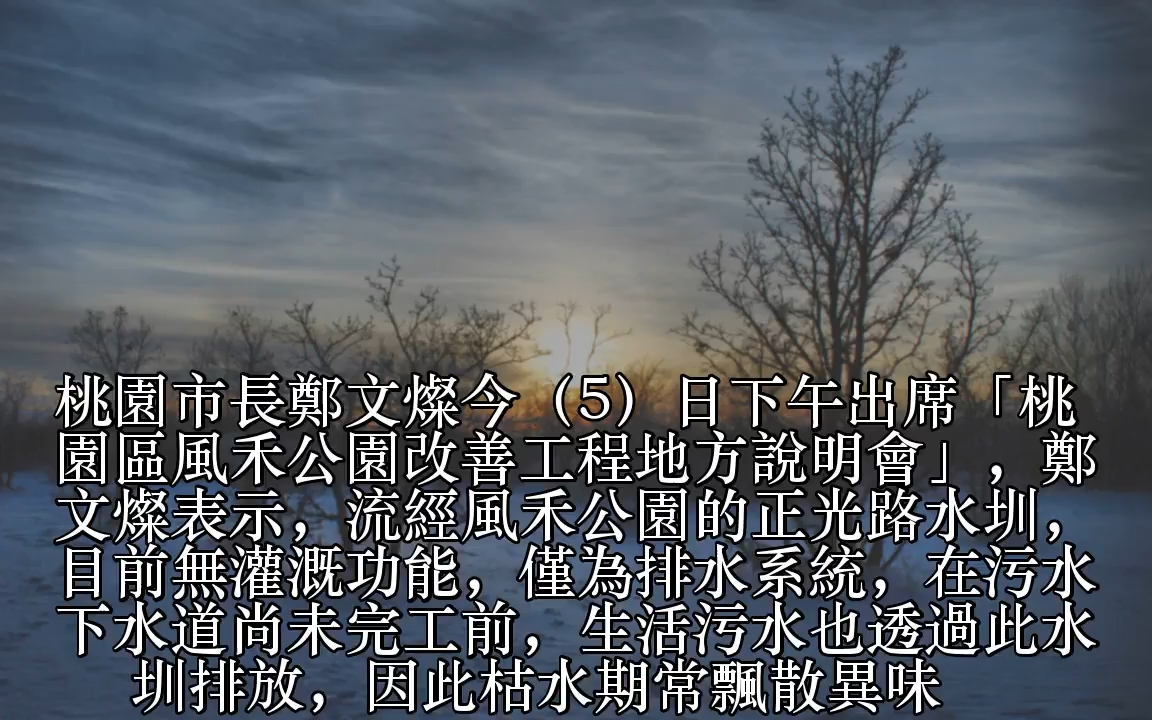 桃園市長鄭文燦今（5）日下午出席「桃
園區風禾公園改善工程地方說明會」，鄭
文燦表示，流經風禾公園的正光路水圳，
目前無灌溉功能，僅為排水系統，在污水
下水道尚未完工前，生活污水也透過此水
圳排放，因此枯水期常飄散異味